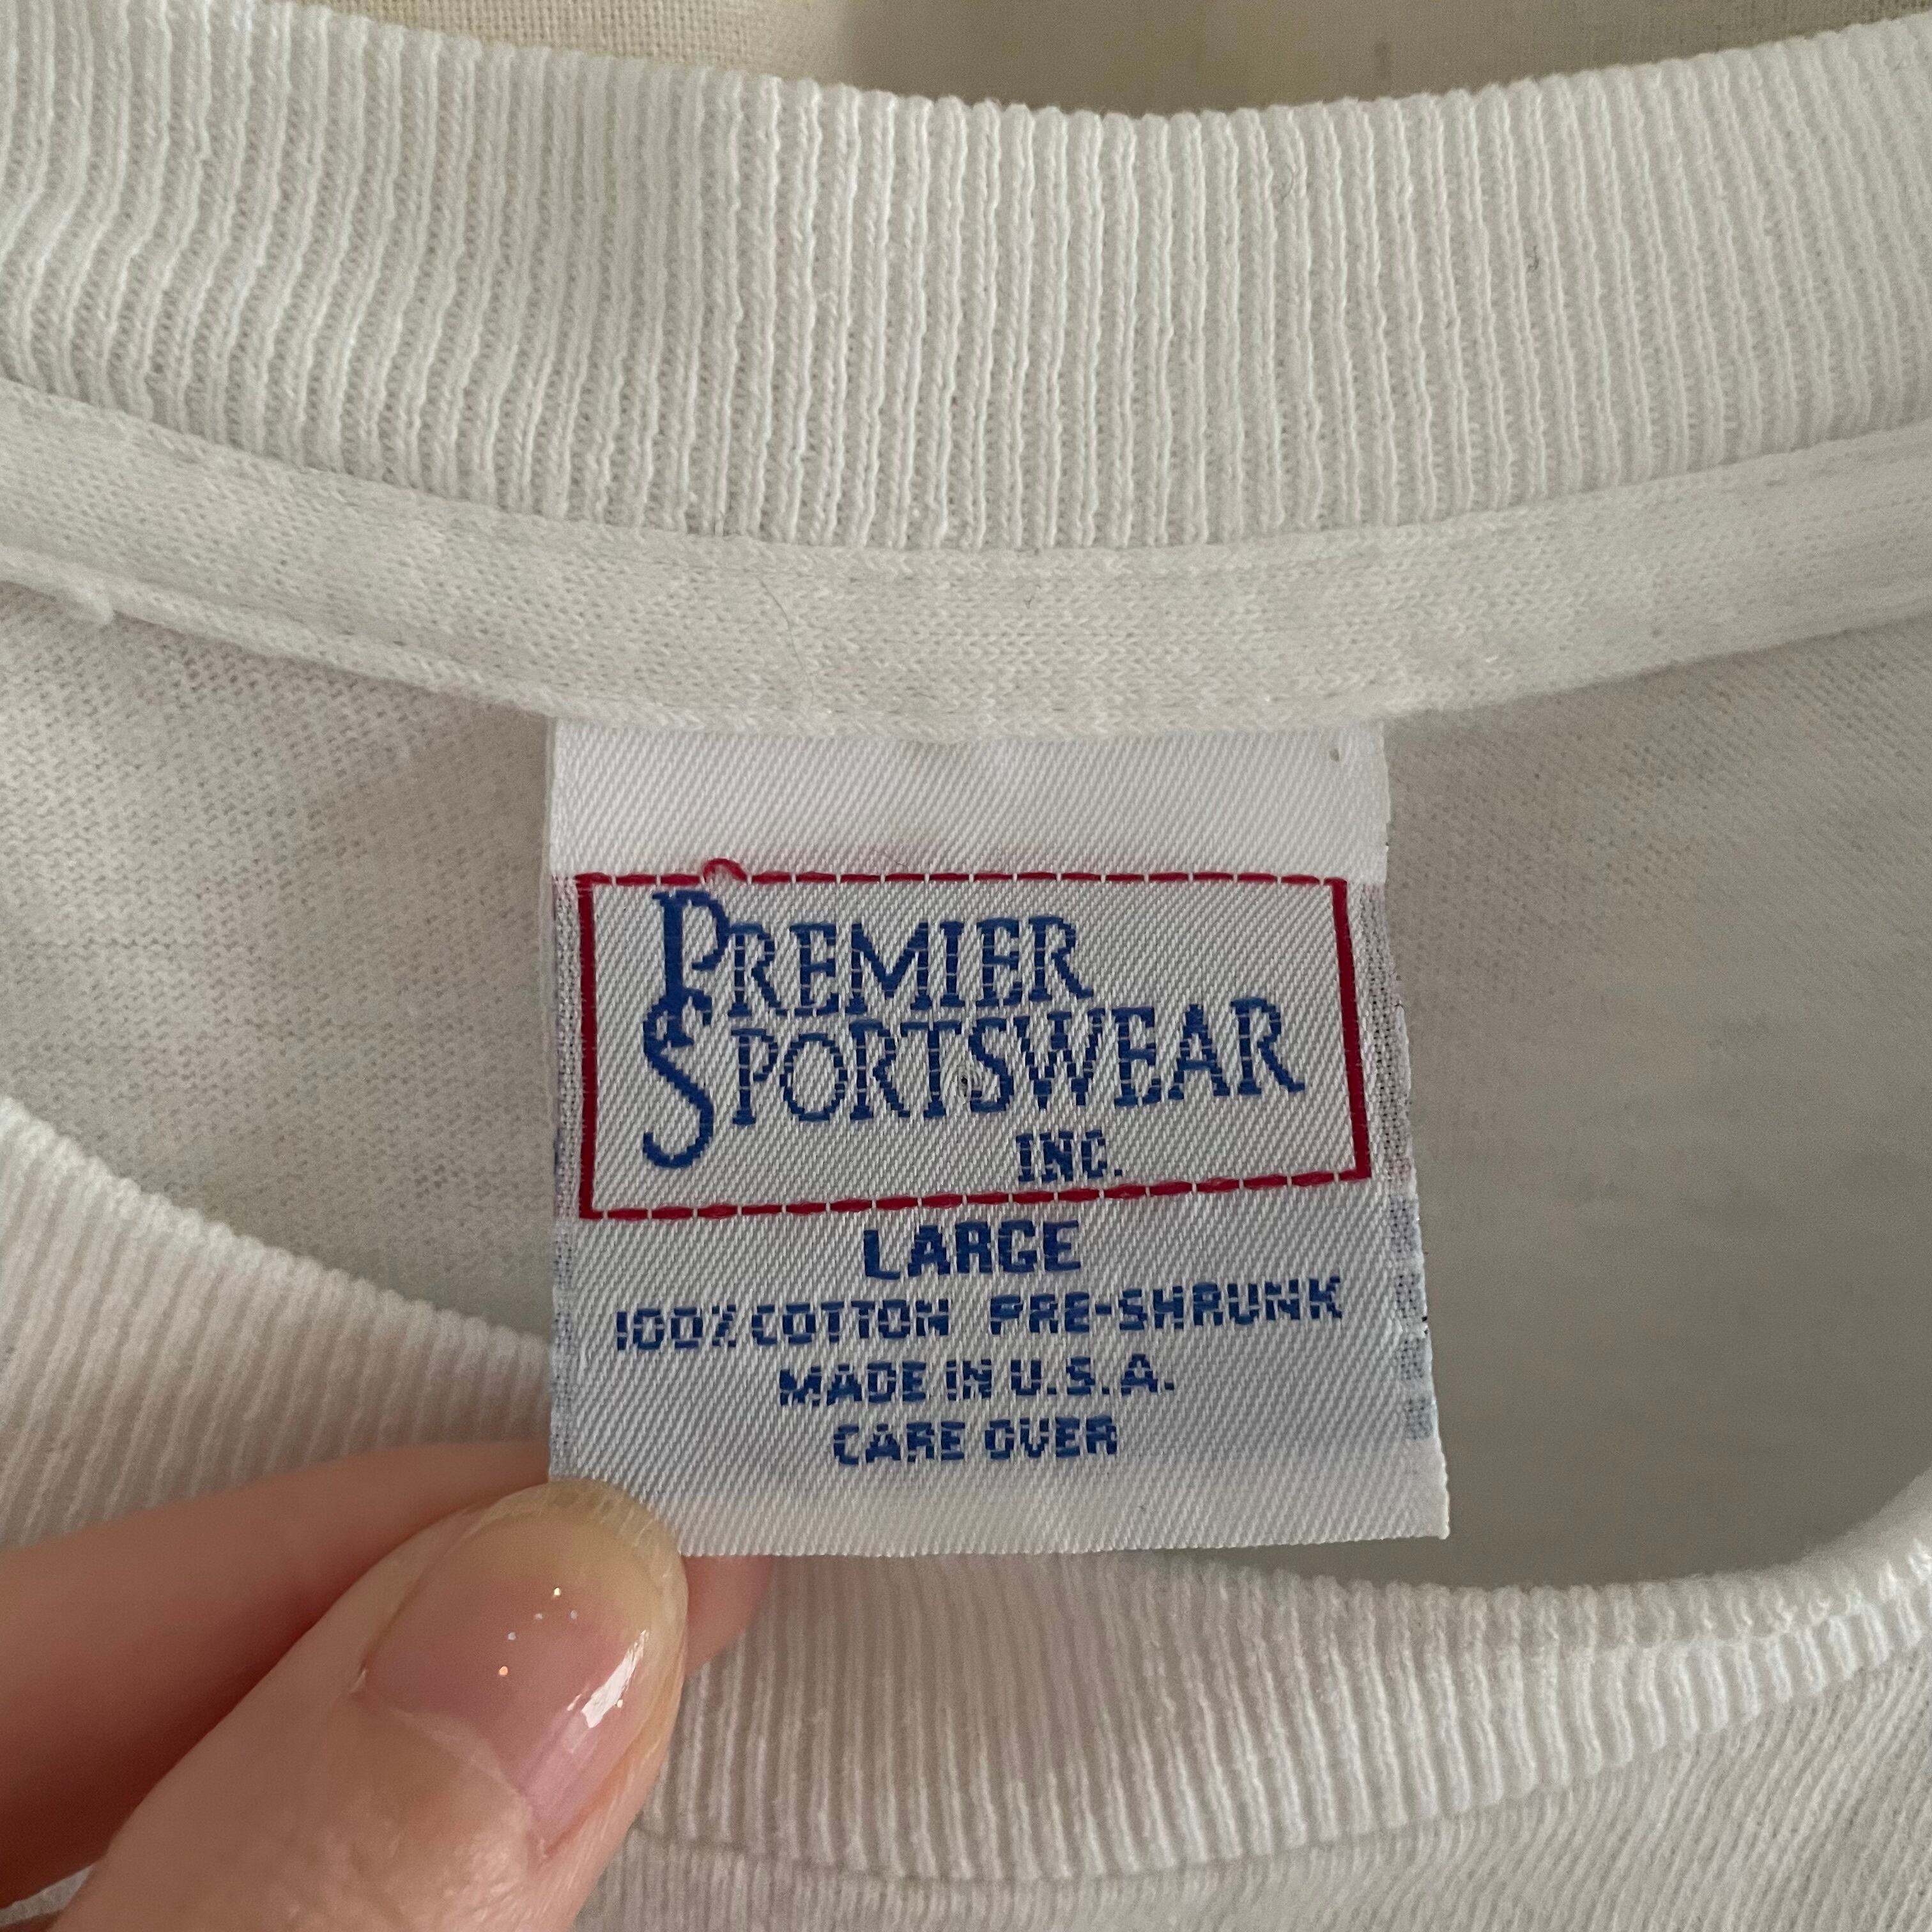 PREMIER
SPORTSWEAR
INC.
LARGE
100% COTTON PRE-SHRUNK
MADE IN U.S.A.
CARE OVER